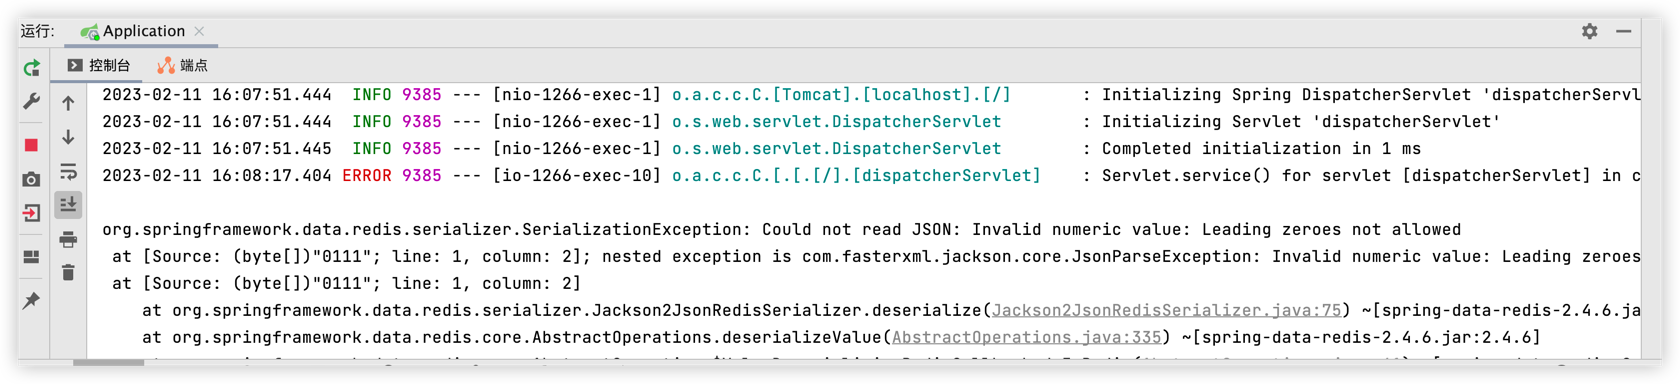 运行: Application
控制台 端点
2023-02-11 16:07:51.444  INFO 9385 --- [nio-1266-exec-1] o.a.c.c.C.[Tomcat].[localhost].[/]       : Initializing Spring DispatcherServlet 'dispatcherServl
2023-02-11 16:07:51.444  INFO 9385 --- [nio-1266-exec-1] o.s.web.servlet.DispatcherServlet        : Initializing Servlet 'dispatcherServlet'
2023-02-11 16:07:51.445  INFO 9385 --- [nio-1266-exec-1] o.s.web.servlet.DispatcherServlet        : Completed initialization in 1 ms
2023-02-11 16:08:17.404 ERROR 9385 --- [io-1266-exec-10] o.a.c.c.C.[.[.[/].[dispatcherServlet]    : Servlet.service() for servlet [dispatcherServlet] in c
org.springframework.data.redis.serializer.SerializationException: Could not read JSON: Invalid numeric value: Leading zeroes not allowed
at [Source: (byte[])"0111"; line: 1, column: 2]; nested exception is com.fasterxml.jackson.core.JsonParseException: Invalid numeric value: Leading zeroes
at [Source: (byte[])"0111"; line: 1, column: 2]
at org.springframework.data.redis.serializer.Jackson2JsonRedisSerializer.deserialize(Jackson2JsonRedisSerializer.java:75) ~[spring-data-redis-2.4.6.ja
at org.springframework.data.redis.core.AbstractOperations.deserializeValue(AbstractOperations.java:335) ~[spring-data-redis-2.4.6.jar:2.4.6]